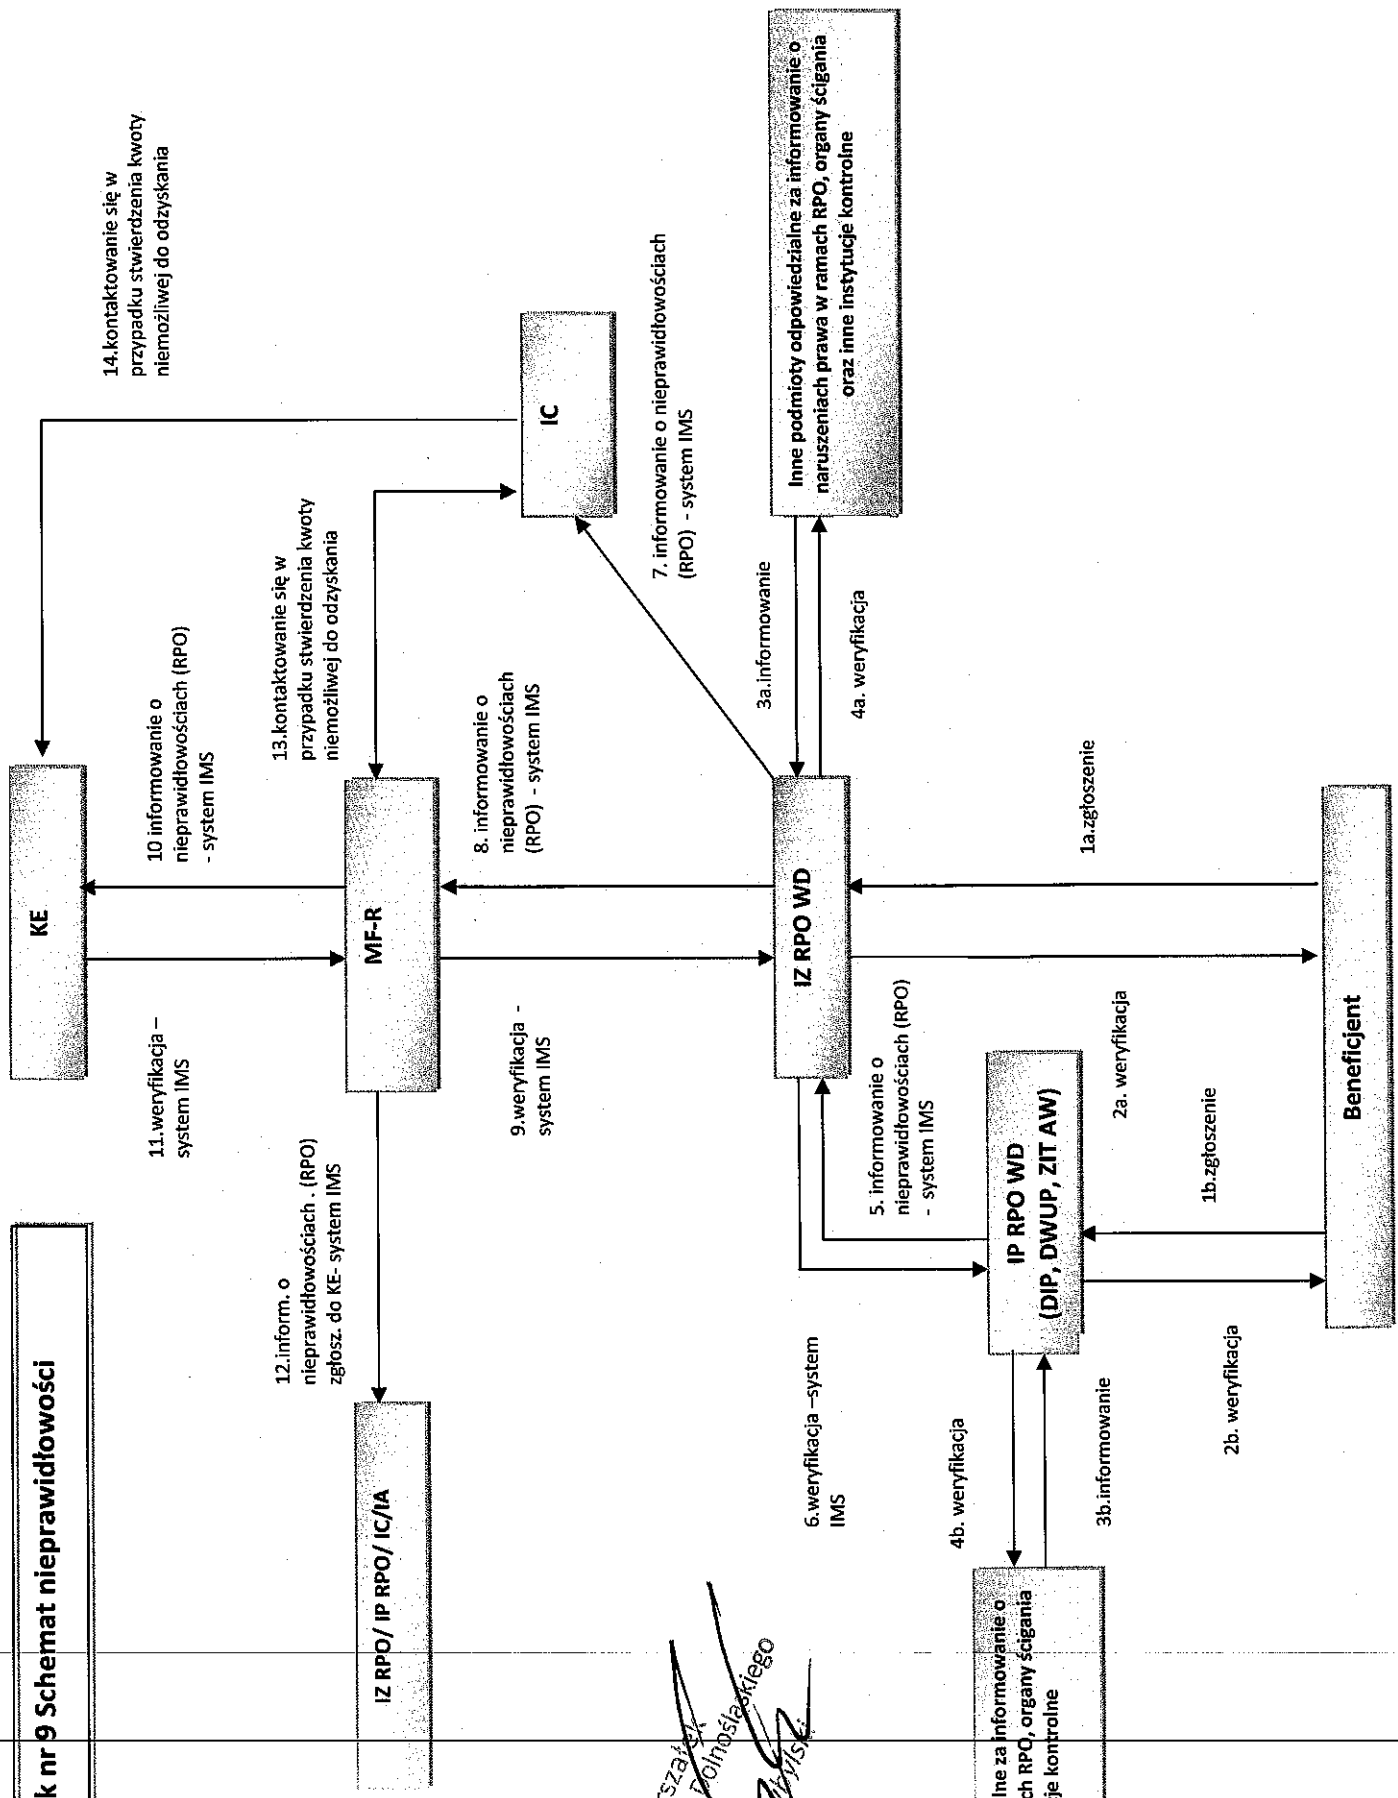 k nr 9 Schemat nieprawidłowości
KE
11.weryfikacja –
system IMS
10 informowanie o
nieprawidłowościach (RPO)
- system IMS
14.kontaktowanie się w
przypadku stwierdzenia kwoty
niemożliwej do odzyskania
12.inform. o
nieprawidłowościach . (RPO)
zgłosz. do KE- system IMS
13.kontaktowanie się w
przypadku stwierdzenia kwoty
niemożliwej do odzyskania
IZ RPO/ IP RPO/ IC/IA
MF-R
9.weryfikacja -
system IMS
8. informowanie o
nieprawidłowościach
(RPO) - system IMS
IC
7. informowanie o nieprawidłowościach
(RPO) - system IMS
Dolnośląskiego
6.weryfikacja –system
IMS
IZ RPO WD
3a.informowanie
4a. weryfikacja
Inne podmioty odpowiedzialne za informowanie o
naruszeniach prawa w ramach RPO, organy ścigania
oraz inne instytucje kontrolne
5. informowanie o
nieprawidłowościach (RPO)
- system IMS
4b. weryfikacja
3b.informowanie
lne za informowanie o
ch RPO, organy ścigania
je kontrolne
IP RPO WD
(DIP, DWUP, ZIT AW)
1a.zgłoszenie
2a. weryfikacja
1b.zgłoszenie
2b. weryfikacja
Beneficjent